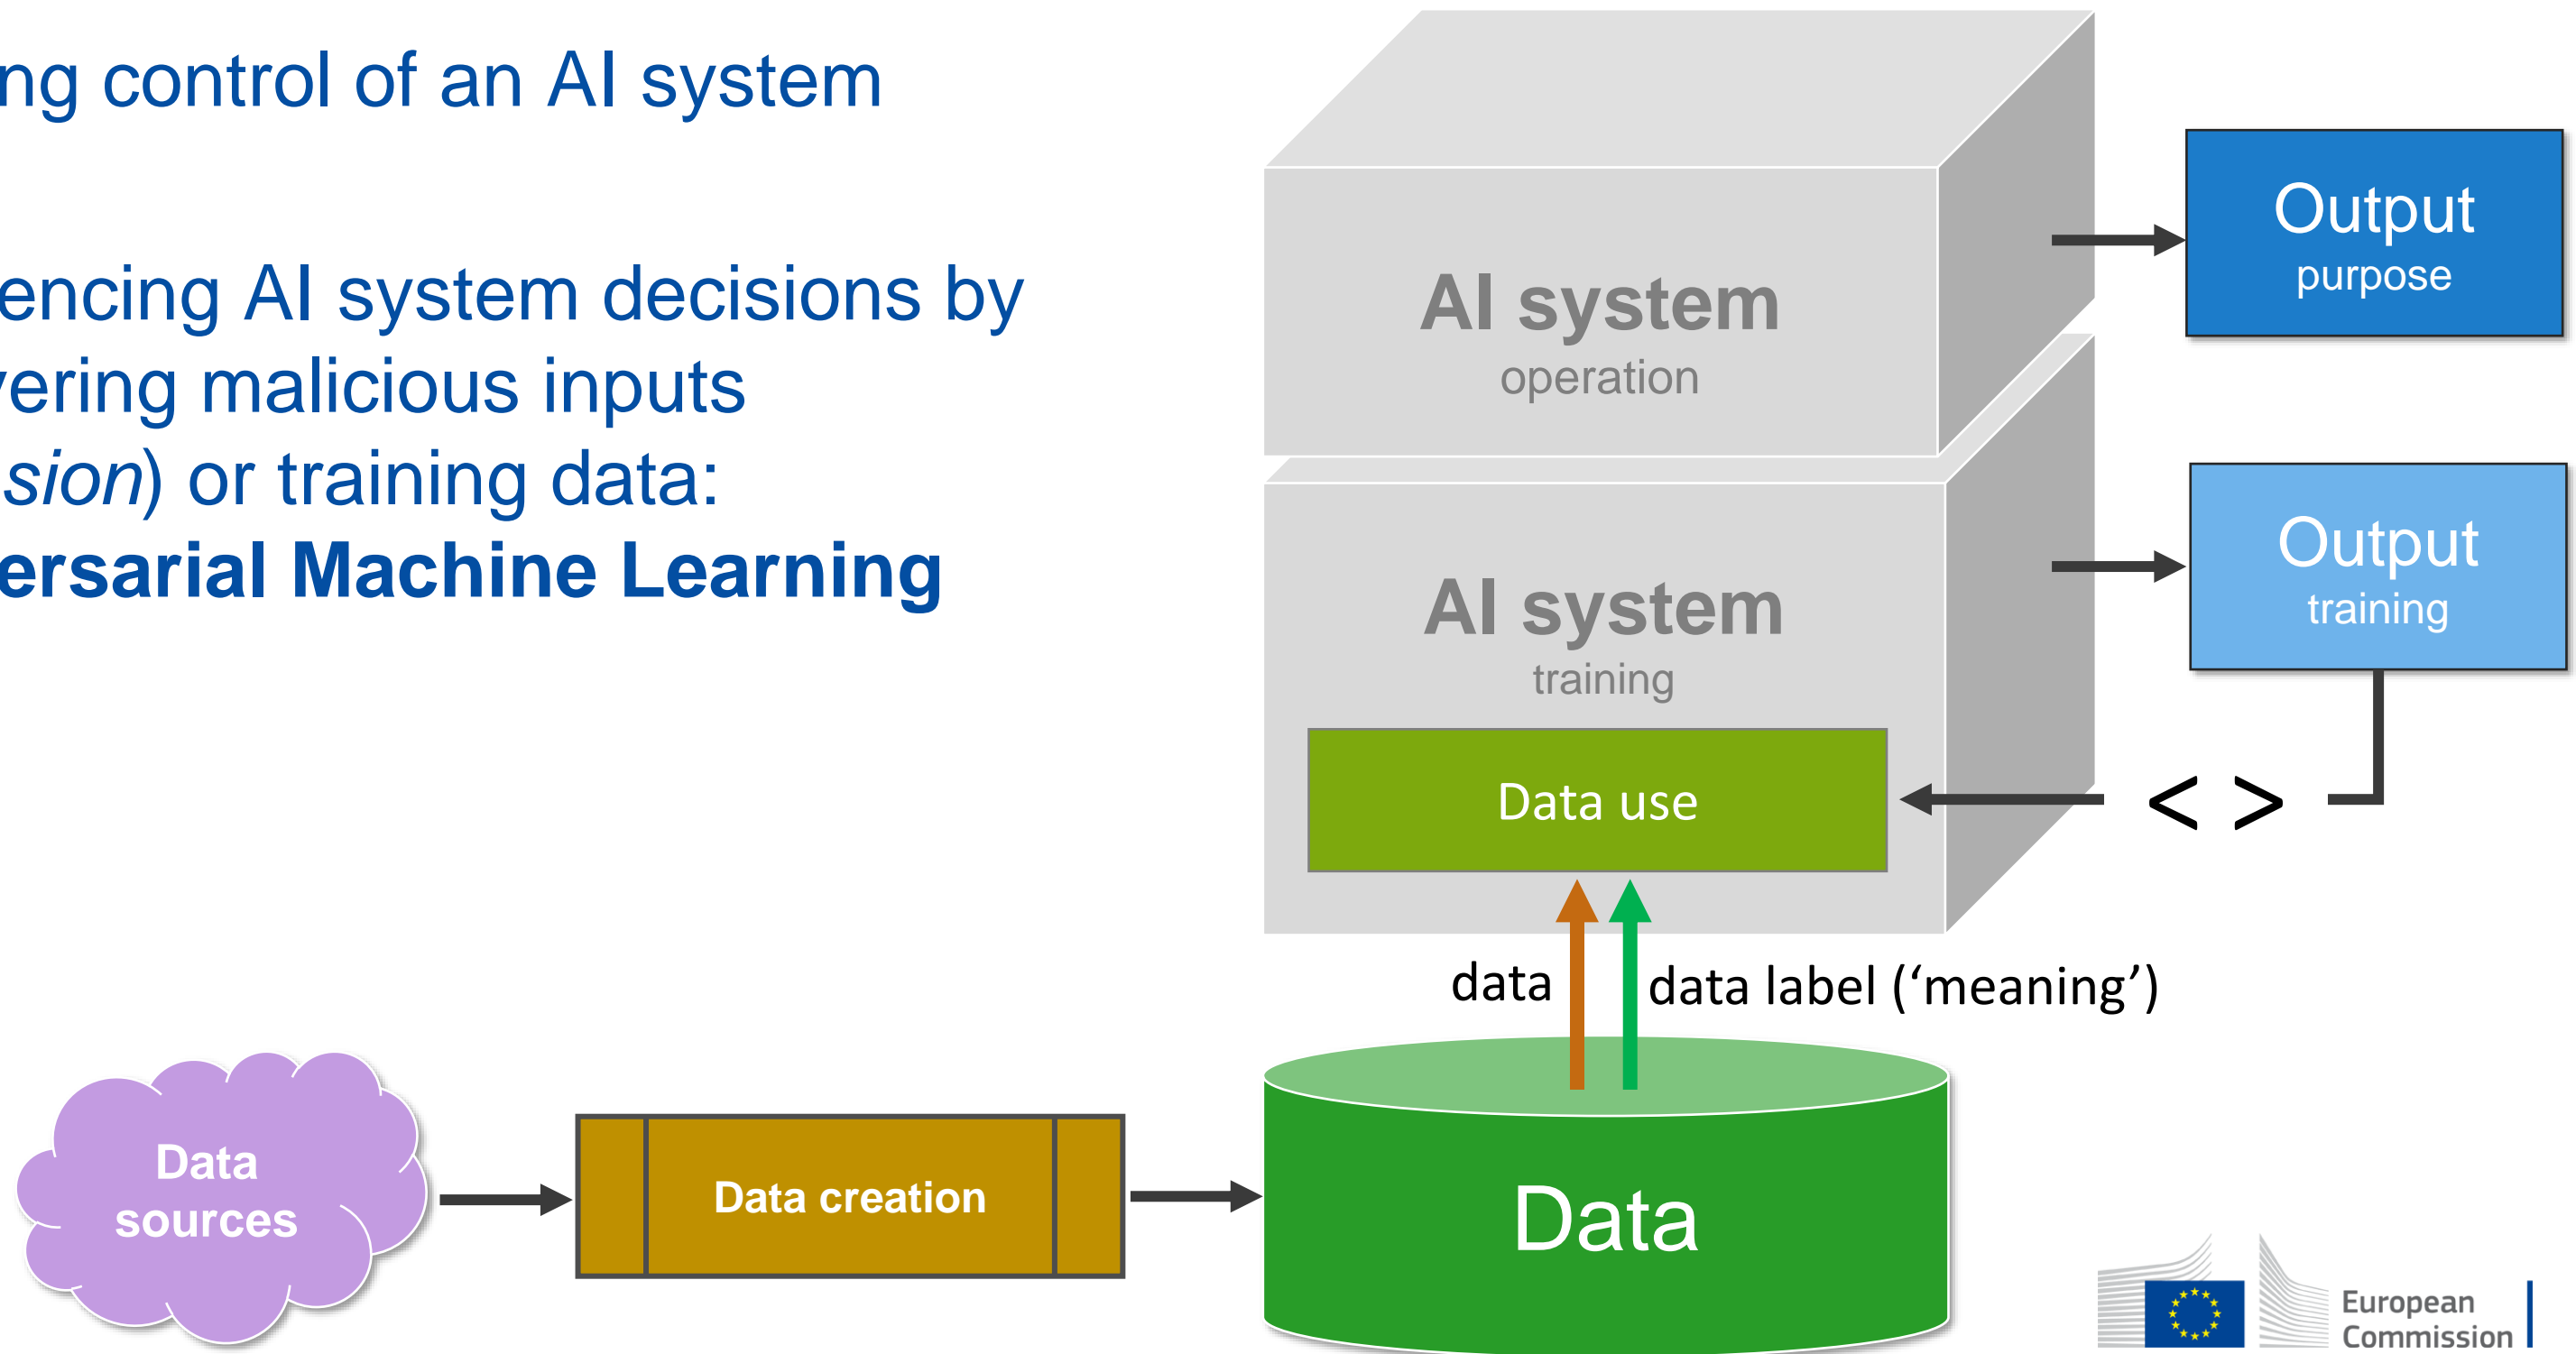 ng control of an AI system
encing AI system decisions by
vering malicious inputs
sion) or training data:
ersarial Machine Learning
AI system
operation
Output
purpose
AI system
training
Output
training
Data use
< >
data
data label (‘meaning’)
Data
sources
Data creation
Data
European
Commission